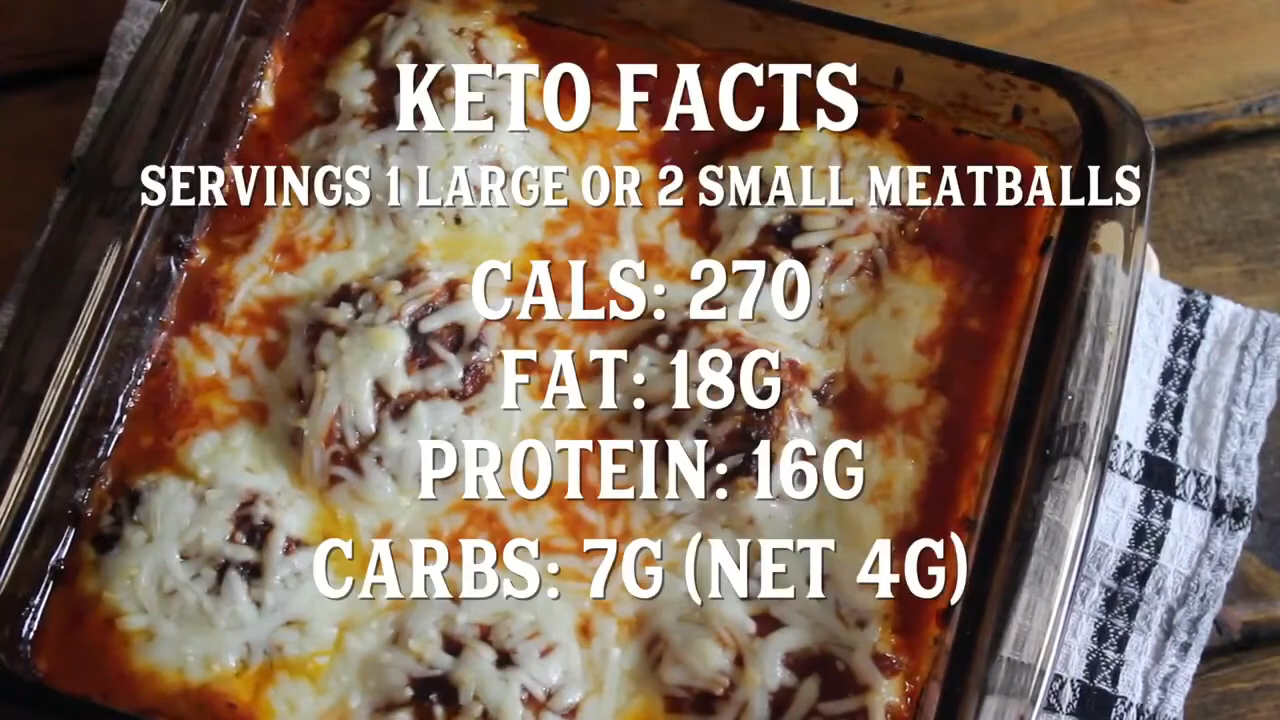 KETO FACTS
SERVINGS 1 LARGE OR 2 SMALL MEATBALLS
CALS: 270
FAT: 18G
PROTEIN: 16G
CARBS: 7G (NET 4G)